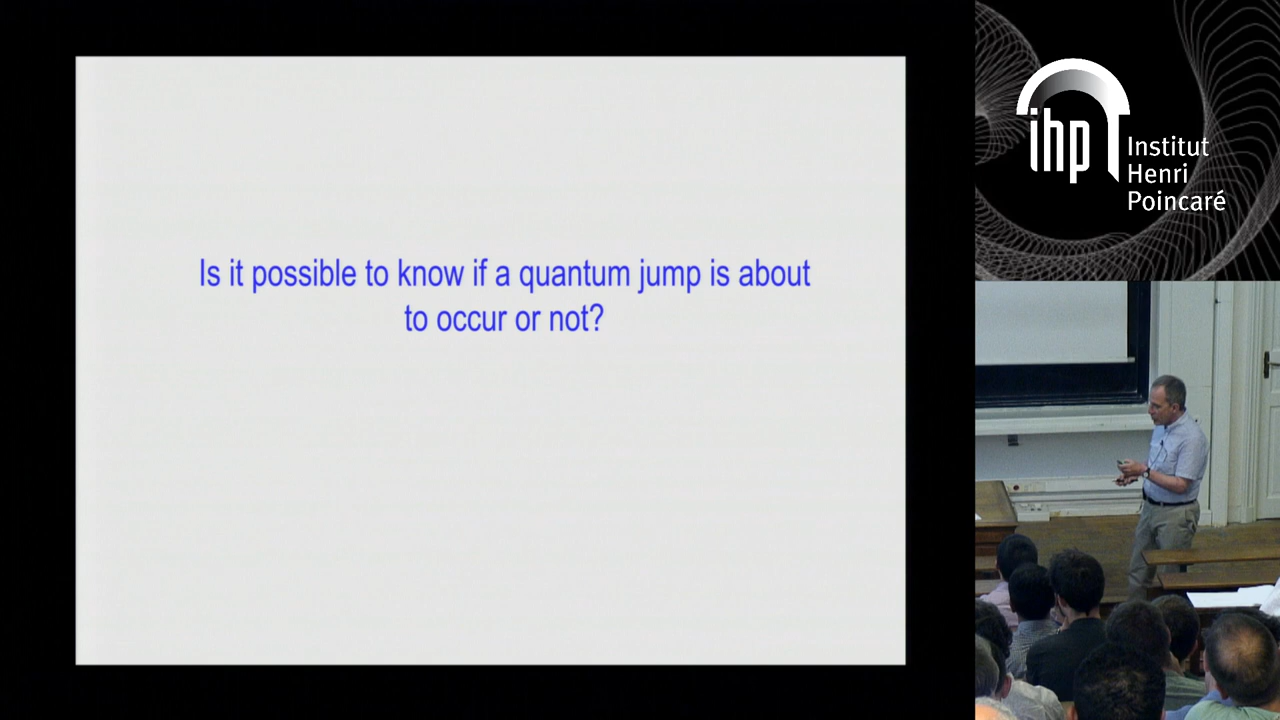 Is it possible to know if a quantum jump is about
to occur or not?
ihp
Institut
Henri
Poincaré